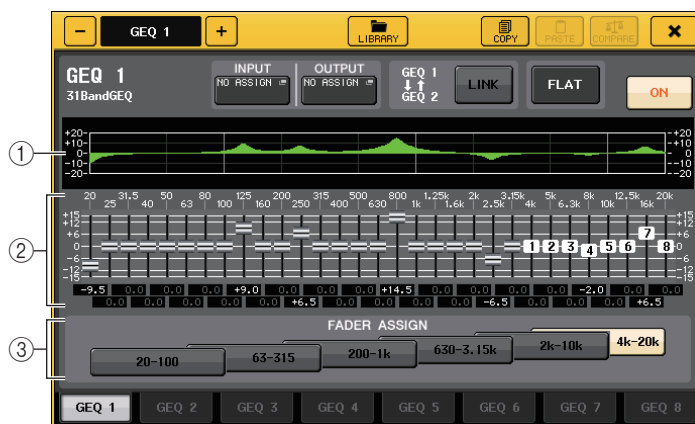 − GEQ 1 + LIBRARY COPY PASTE COMPARE ×
GEQ 1
31BandGEQ
INPUT
NO ASSIGN
OUTPUT
NO ASSIGN
GEQ 1
↓↑
GEQ 2
LINK
FLAT
ON
①
+20 +20
+10 +10
0 0
-10 -10
-20 -20
②
20 31.5 50 80 125 200 315 500 800 1.25k 2k 3.15k 5k 8k 12.5k 20k
25 40 63 100 160 250 400 630 1k 1.6k 2.5k 4k 6.3k 10k 16k
+15 +15
+12 +12
+6 7 +6
0 1 2 3 4 5 6 8 0
-6 -6
-12 -12
-15 -15
-9.5 0.0 0.0 0.0 +9.0 0.0 0.0 0.0 +14.5 0.0 0.0 0.0 0.0 -2.0 0.0 0.0
0.0 0.0 0.0 0.0 0.0 +6.5 0.0 0.0 0.0 0.0 -6.5 0.0 0.0 0.0 +6.5
③
FADER ASSIGN
20-100 63-315 200-1k 630-3.15k 2k-10k 4k-20k
GEQ 1 GEQ 2 GEQ 3 GEQ 4 GEQ 5 GEQ 6 GEQ 7 GEQ 8